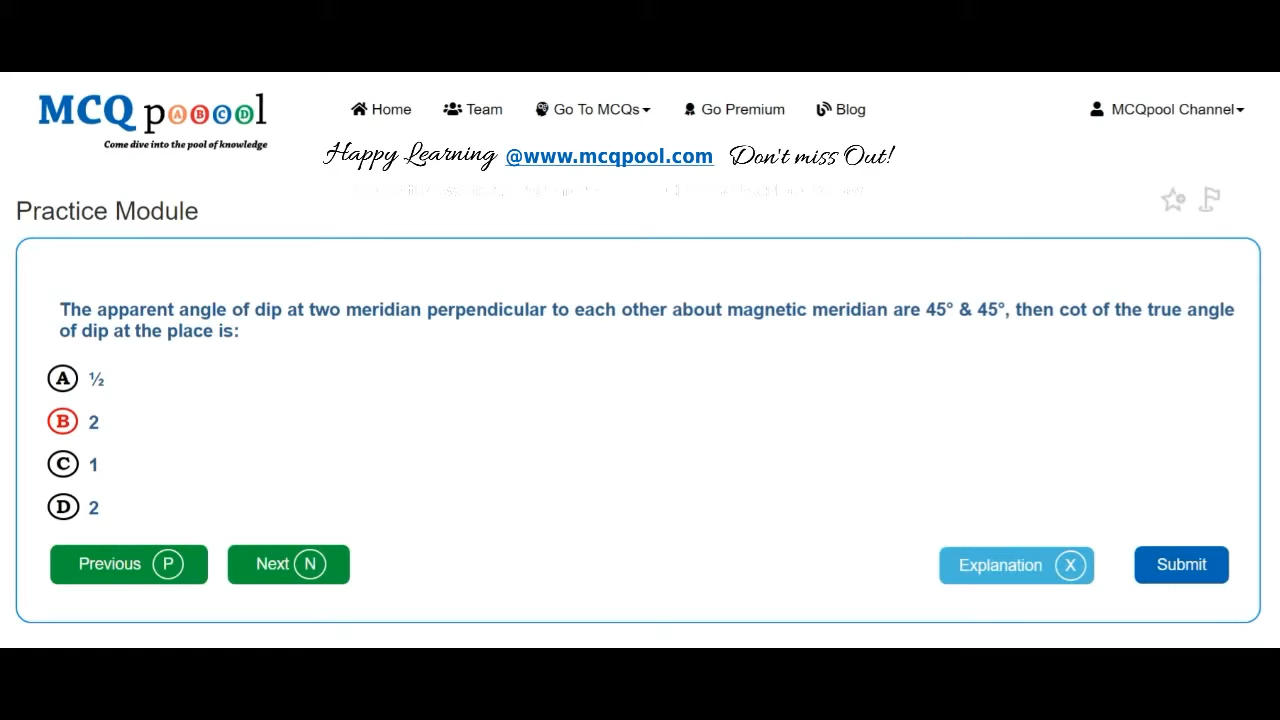 MCQ pABCDl Home Team Go To MCQs Go Premium Blog MCQpool Channel
Come dive into the pool of knowledge
Happy Learning @www.mcqpool.com Don't miss Out!
Practice Module
The apparent angle of dip at two meridian perpendicular to each other about magnetic meridian are 45° & 45°, then cot of the true angle
of dip at the place is:
A ½
B 2
C 1
D 2
Previous P Next N Explanation X Submit